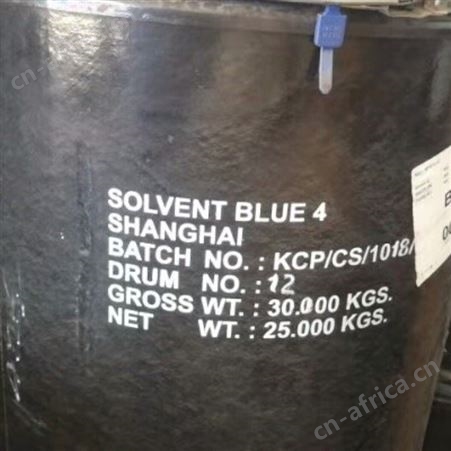 SOLVENT BLUE 4
SHANGHAI
BATCH NO. : KCP/CS/1018/
DRUM NO. : 12
GROSS WT. : 30.000 KGS.
NET WT. : 25.000 KGS.
cn-africa.cn
cn-africa.cn